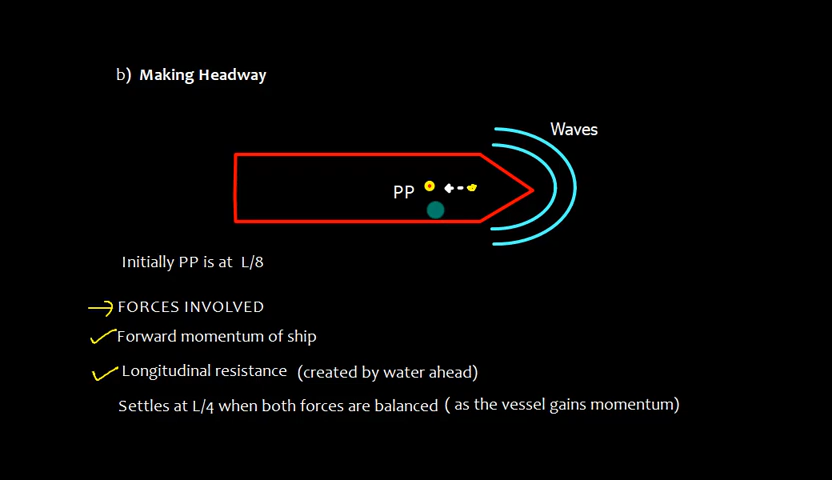 b) Making Headway
Waves
PP
Initially PP is at L/8
FORCES INVOLVED
Forward momentum of ship
Longitudinal resistance (created by water ahead)
Settles at L/4 when both forces are balanced ( as the vessel gains momentum)